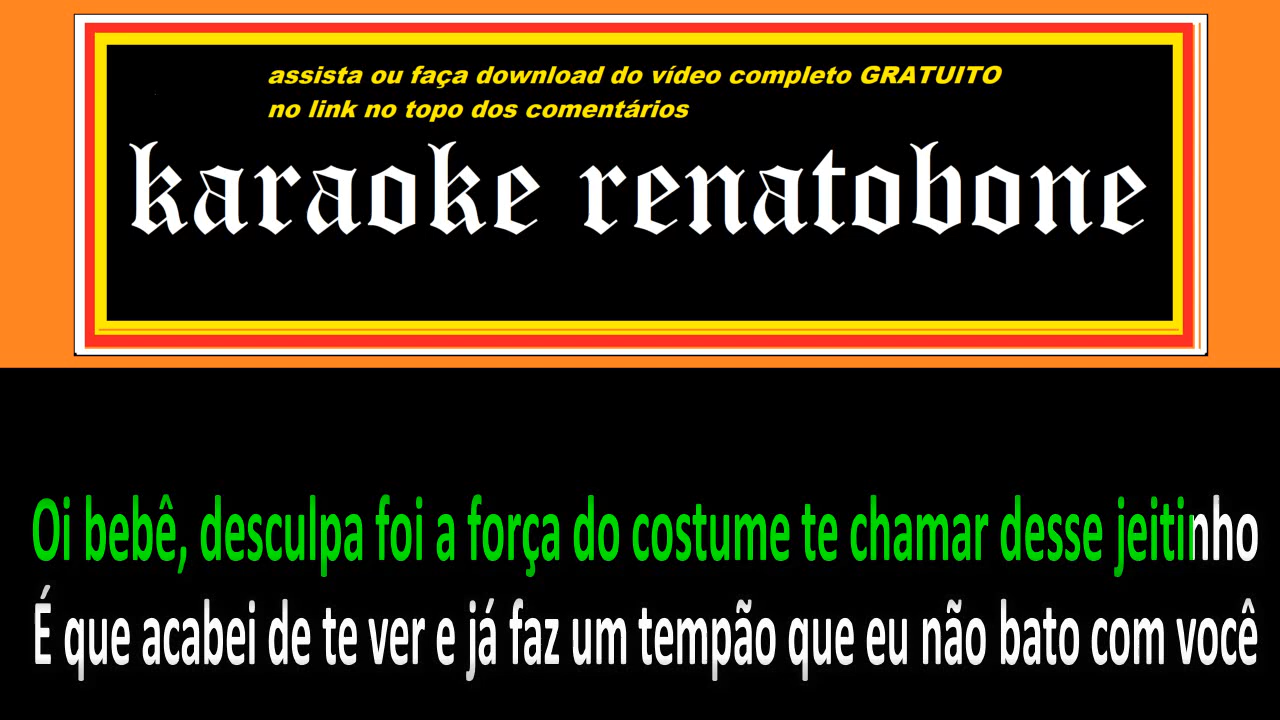 assista ou faça download do vídeo completo GRATUITO
no link no topo dos comentários
karaoke renatobone
Oi bebê, desculpa foi a força do costume te chamar desse jeitinho
É que acabei de te ver e já faz um tempão que eu não bato com você